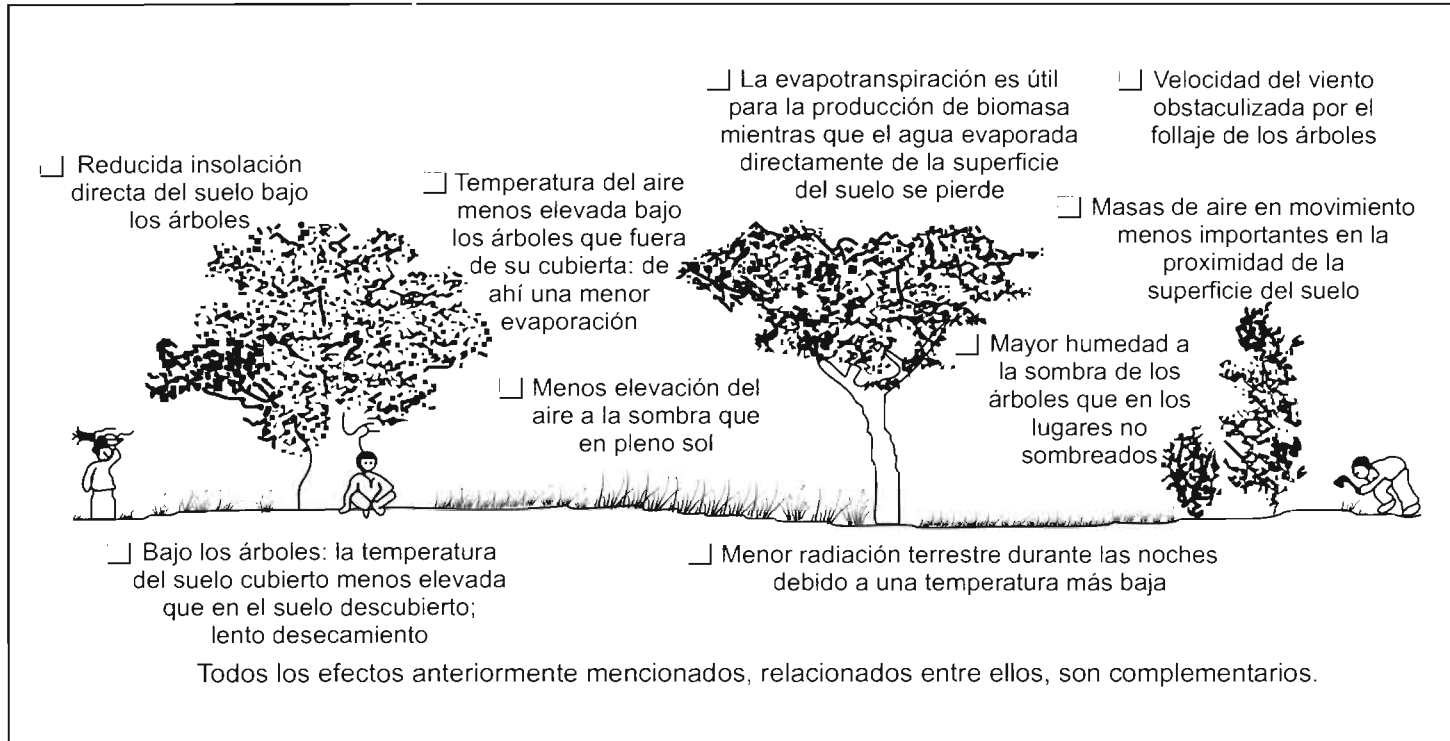 Reducida insolación
directa del suelo bajo
los árboles
Temperatura del aire
menos elevada bajo
los árboles que fuera
de su cubierta: de
ahí una menor
evaporación
La evapotranspiración es útil
para la producción de biomasa
mientras que el agua evaporada
directamente de la superficie
del suelo se pierde
Velocidad del viento
obstaculizada por el
follaje de los árboles
Masas de aire en movimiento
menos importantes en la
proximidad de la
superficie del suelo
Menos elevación del
aire a la sombra que
en pleno sol
Mayor humedad a
la sombra de los
árboles que en los
lugares no
sombreados
Bajo los árboles: la temperatura
del suelo cubierto menos elevada
que en el suelo descubierto;
lento desecamiento
Menor radiación terrestre durante las noches
debido a una temperatura más baja
Todos los efectos anteriormente mencionados, relacionados entre ellos, son complementarios.